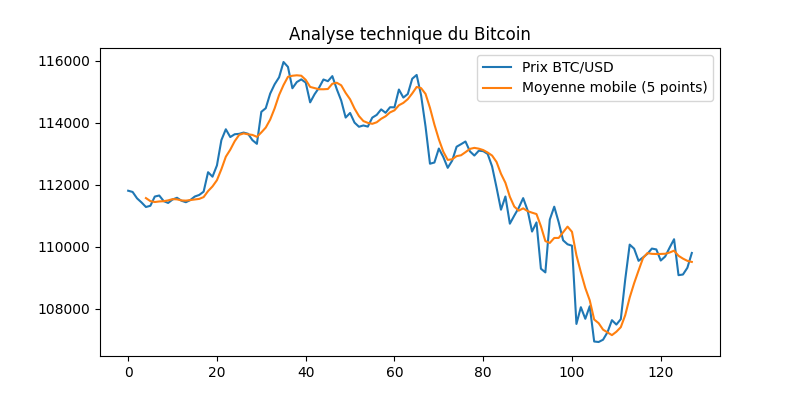 Analyse technique du Bitcoin
Prix BTC/USD
Moyenne mobile (5 points)
116000
114000
112000
110000
108000
0 20 40 60 80 100 120